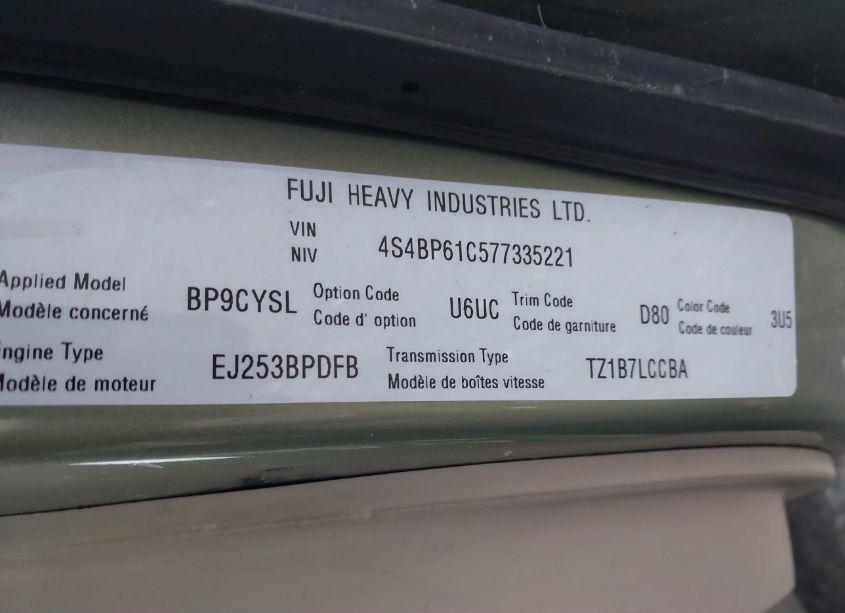 FUJI HEAVY INDUSTRIES LTD.
VIN
NIV 4S4BP61C577335221
Applied Model
Modèle concerné BP9CYSL Option Code
Code d' option U6UC Trim Code
Code de garniture D80 Color Code
Code de couleur 3U5
Engine Type
Modèle de moteur EJ253BPDFB Transmission Type
Modèle de boîtes vitesse TZ1B7LCCBA